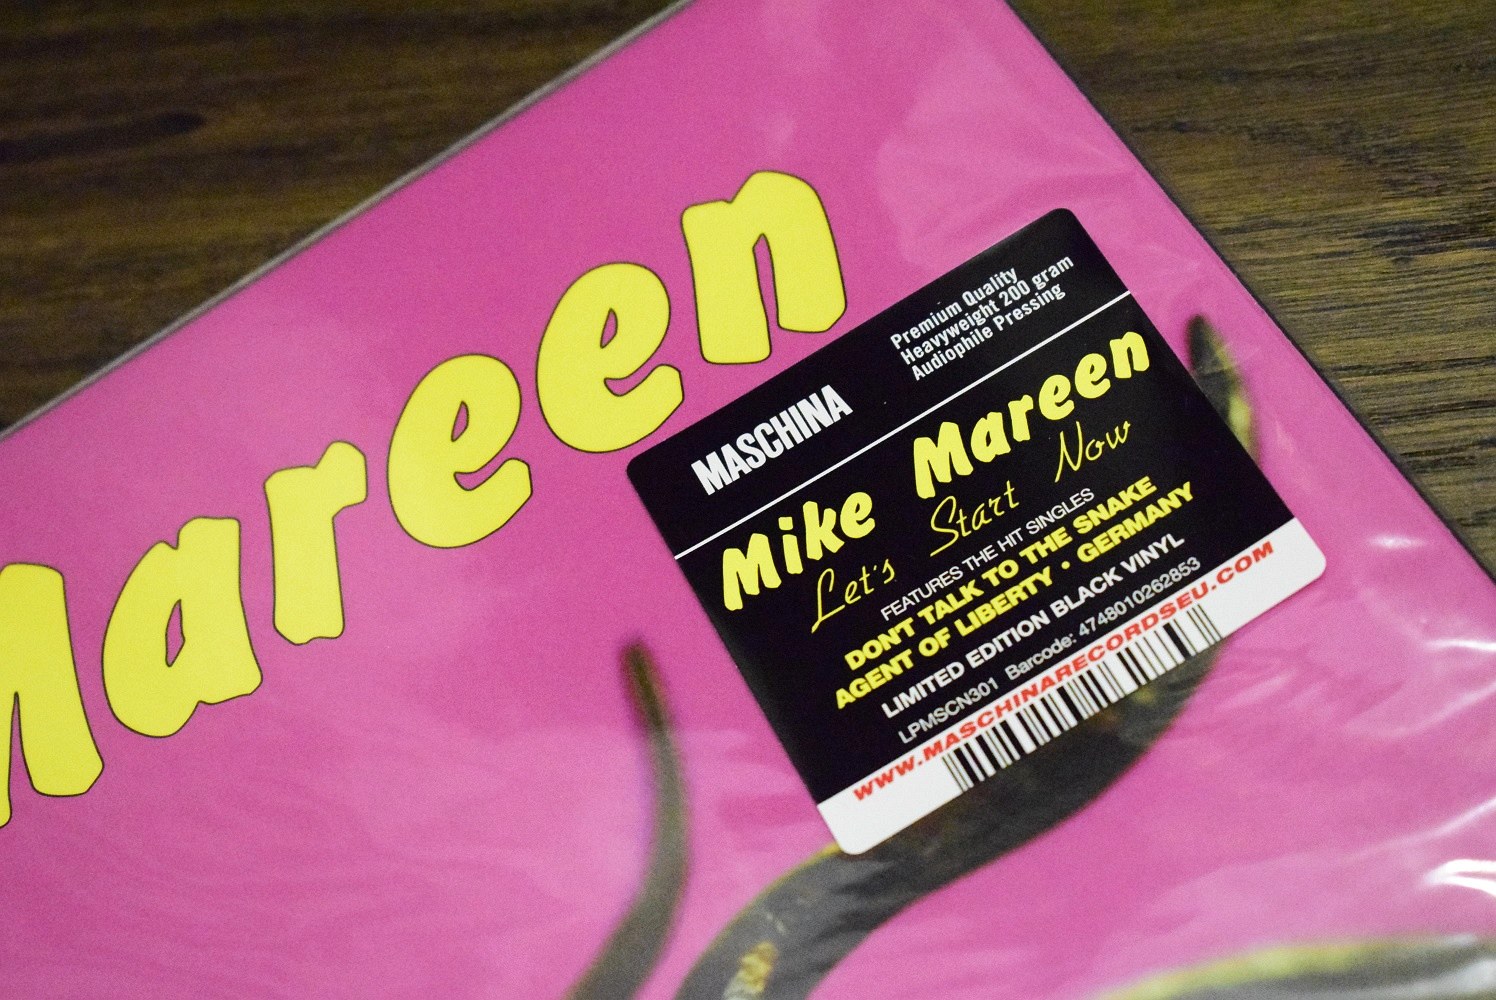 Mareen
MASCHINA
Premium Quality
Heavyweight 200 gram
Audiophile Pressing
Mike Mareen
Let's Start Now
FEATURES THE HIT SINGLES
DON'T TALK TO THE SNAKE
AGENT OF LIBERTY • GERMANY
LIMITED EDITION BLACK VINYL
LPMSCN301 Barcode: 4748010262853
WWW.MASCHINARECORDSEU.COM